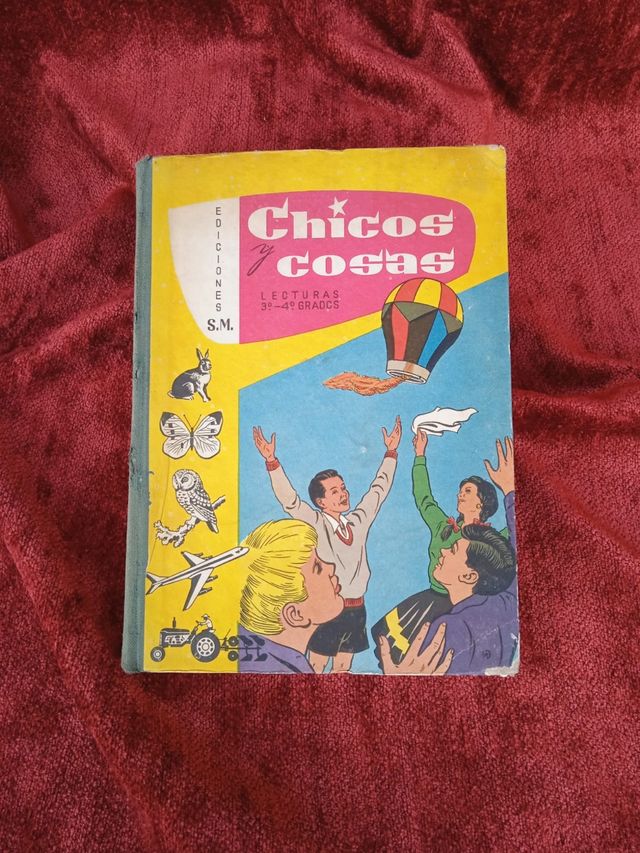 EDICIONES
S.M.
Chicos
y
cosas
LECTURAS
3º-4º GRADOS